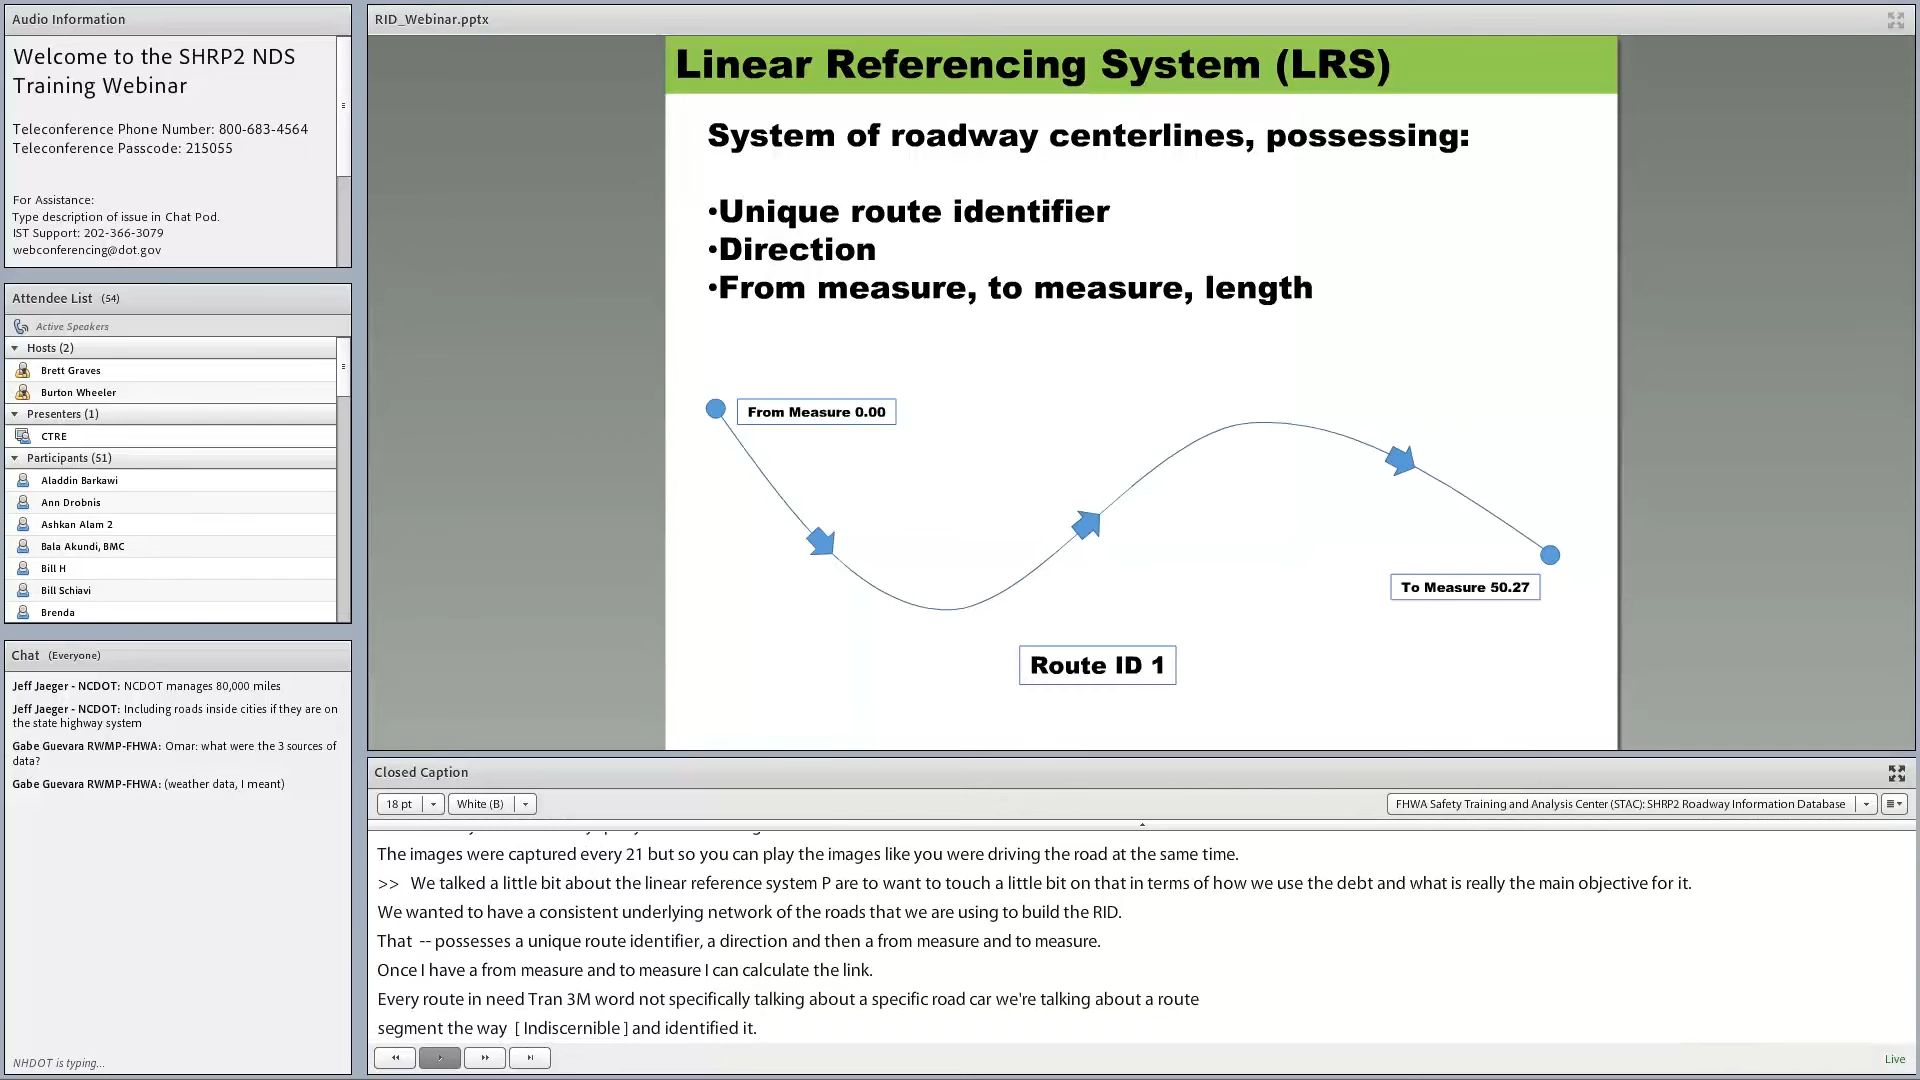 Audio Information
Welcome to the SHRP2 NDS
Training Webinar
Teleconference Phone Number: 800-683-4564
Teleconference Passcode: 215055
For Assistance:
Type description of issue in Chat Pod.
IST Support: 202-366-3079
webconferencing@dot.gov
Attendee List (54)
Active Speakers
Hosts (2)
Brett Graves
Burton Wheeler
Presenters (1)
CTRE
Participants (51)
Aladdin Barkawi
Ann Drobnis
Ashkan Alam 2
Bala Akundi, BMC
Bill H
Bill Schiavi
Brenda
Chat (Everyone)
Jeff Jaeger - NCDOT: NCDOT manages 80,000 miles
Jeff Jaeger - NCDOT: Including roads inside cities if they are on
the state highway system
Gabe Guevara RWMP-FHWA: Omar: what were the 3 sources of
data?
Gabe Guevara RWMP-FHWA: (weather data, I meant)
NHDOT is typing...
RID_Webinar.pptx
Linear Referencing System (LRS)
System of roadway centerlines, possessing:
•Unique route identifier
•Direction
•From measure, to measure, length
From Measure 0.00
To Measure 50.27
Route ID 1
Closed Caption
18 pt
White (B)
FHWA Safety Training and Analysis Center (STAC): SHRP2 Roadway Information Database
The images were captured every 21 but so you can play the images like you were driving the road at the same time.
>> We talked a little bit about the linear reference system P are to want to touch a little bit on that in terms of how we use the debt and what is really the main objective for it.
We wanted to have a consistent underlying network of the roads that we are using to build the RID.
That -- possesses a unique route identifier, a direction and then a from measure and to measure.
Once I have a from measure and to measure I can calculate the link.
Every route in need Tran 3M word not specifically talking about a specific road car we're talking about a route
segment the way [ Indiscernible ] and identified it.
Live